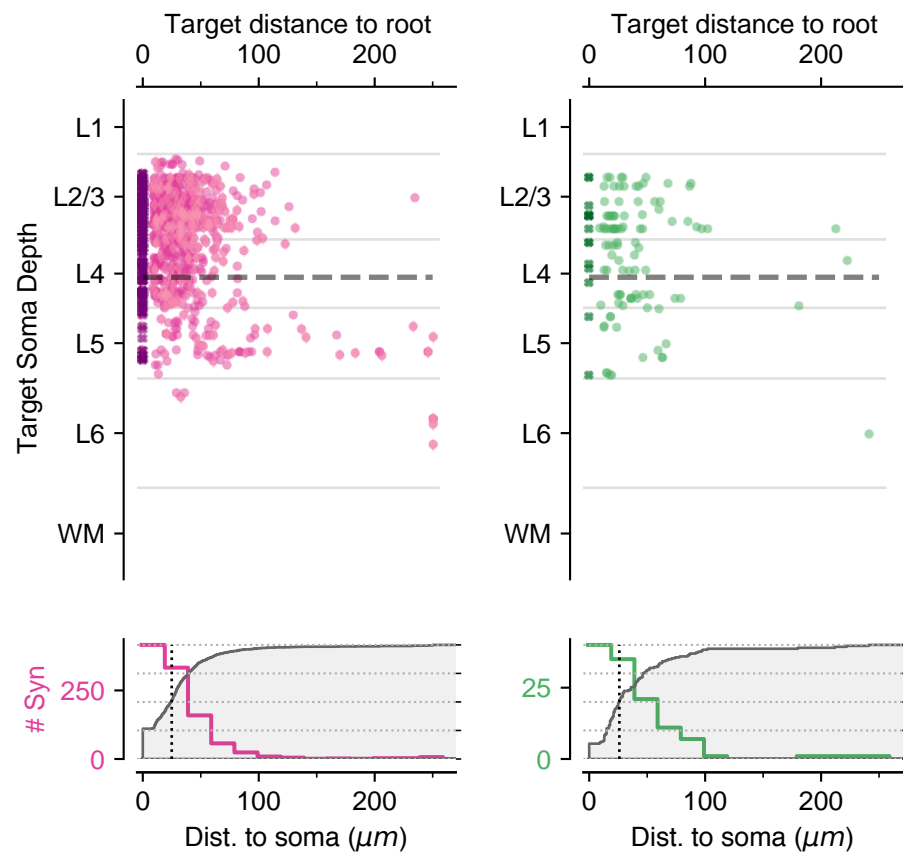 Target distance to root
0 100 200
Target distance to root
0 100 200
Target Soma Depth
L1
L2/3
L4
L5
L6
WM
L1
L2/3
L4
L5
L6
WM
# Syn
250
0
0 100 200
Dist. to soma (μm)
25
0
0 100 200
Dist. to soma (μm)